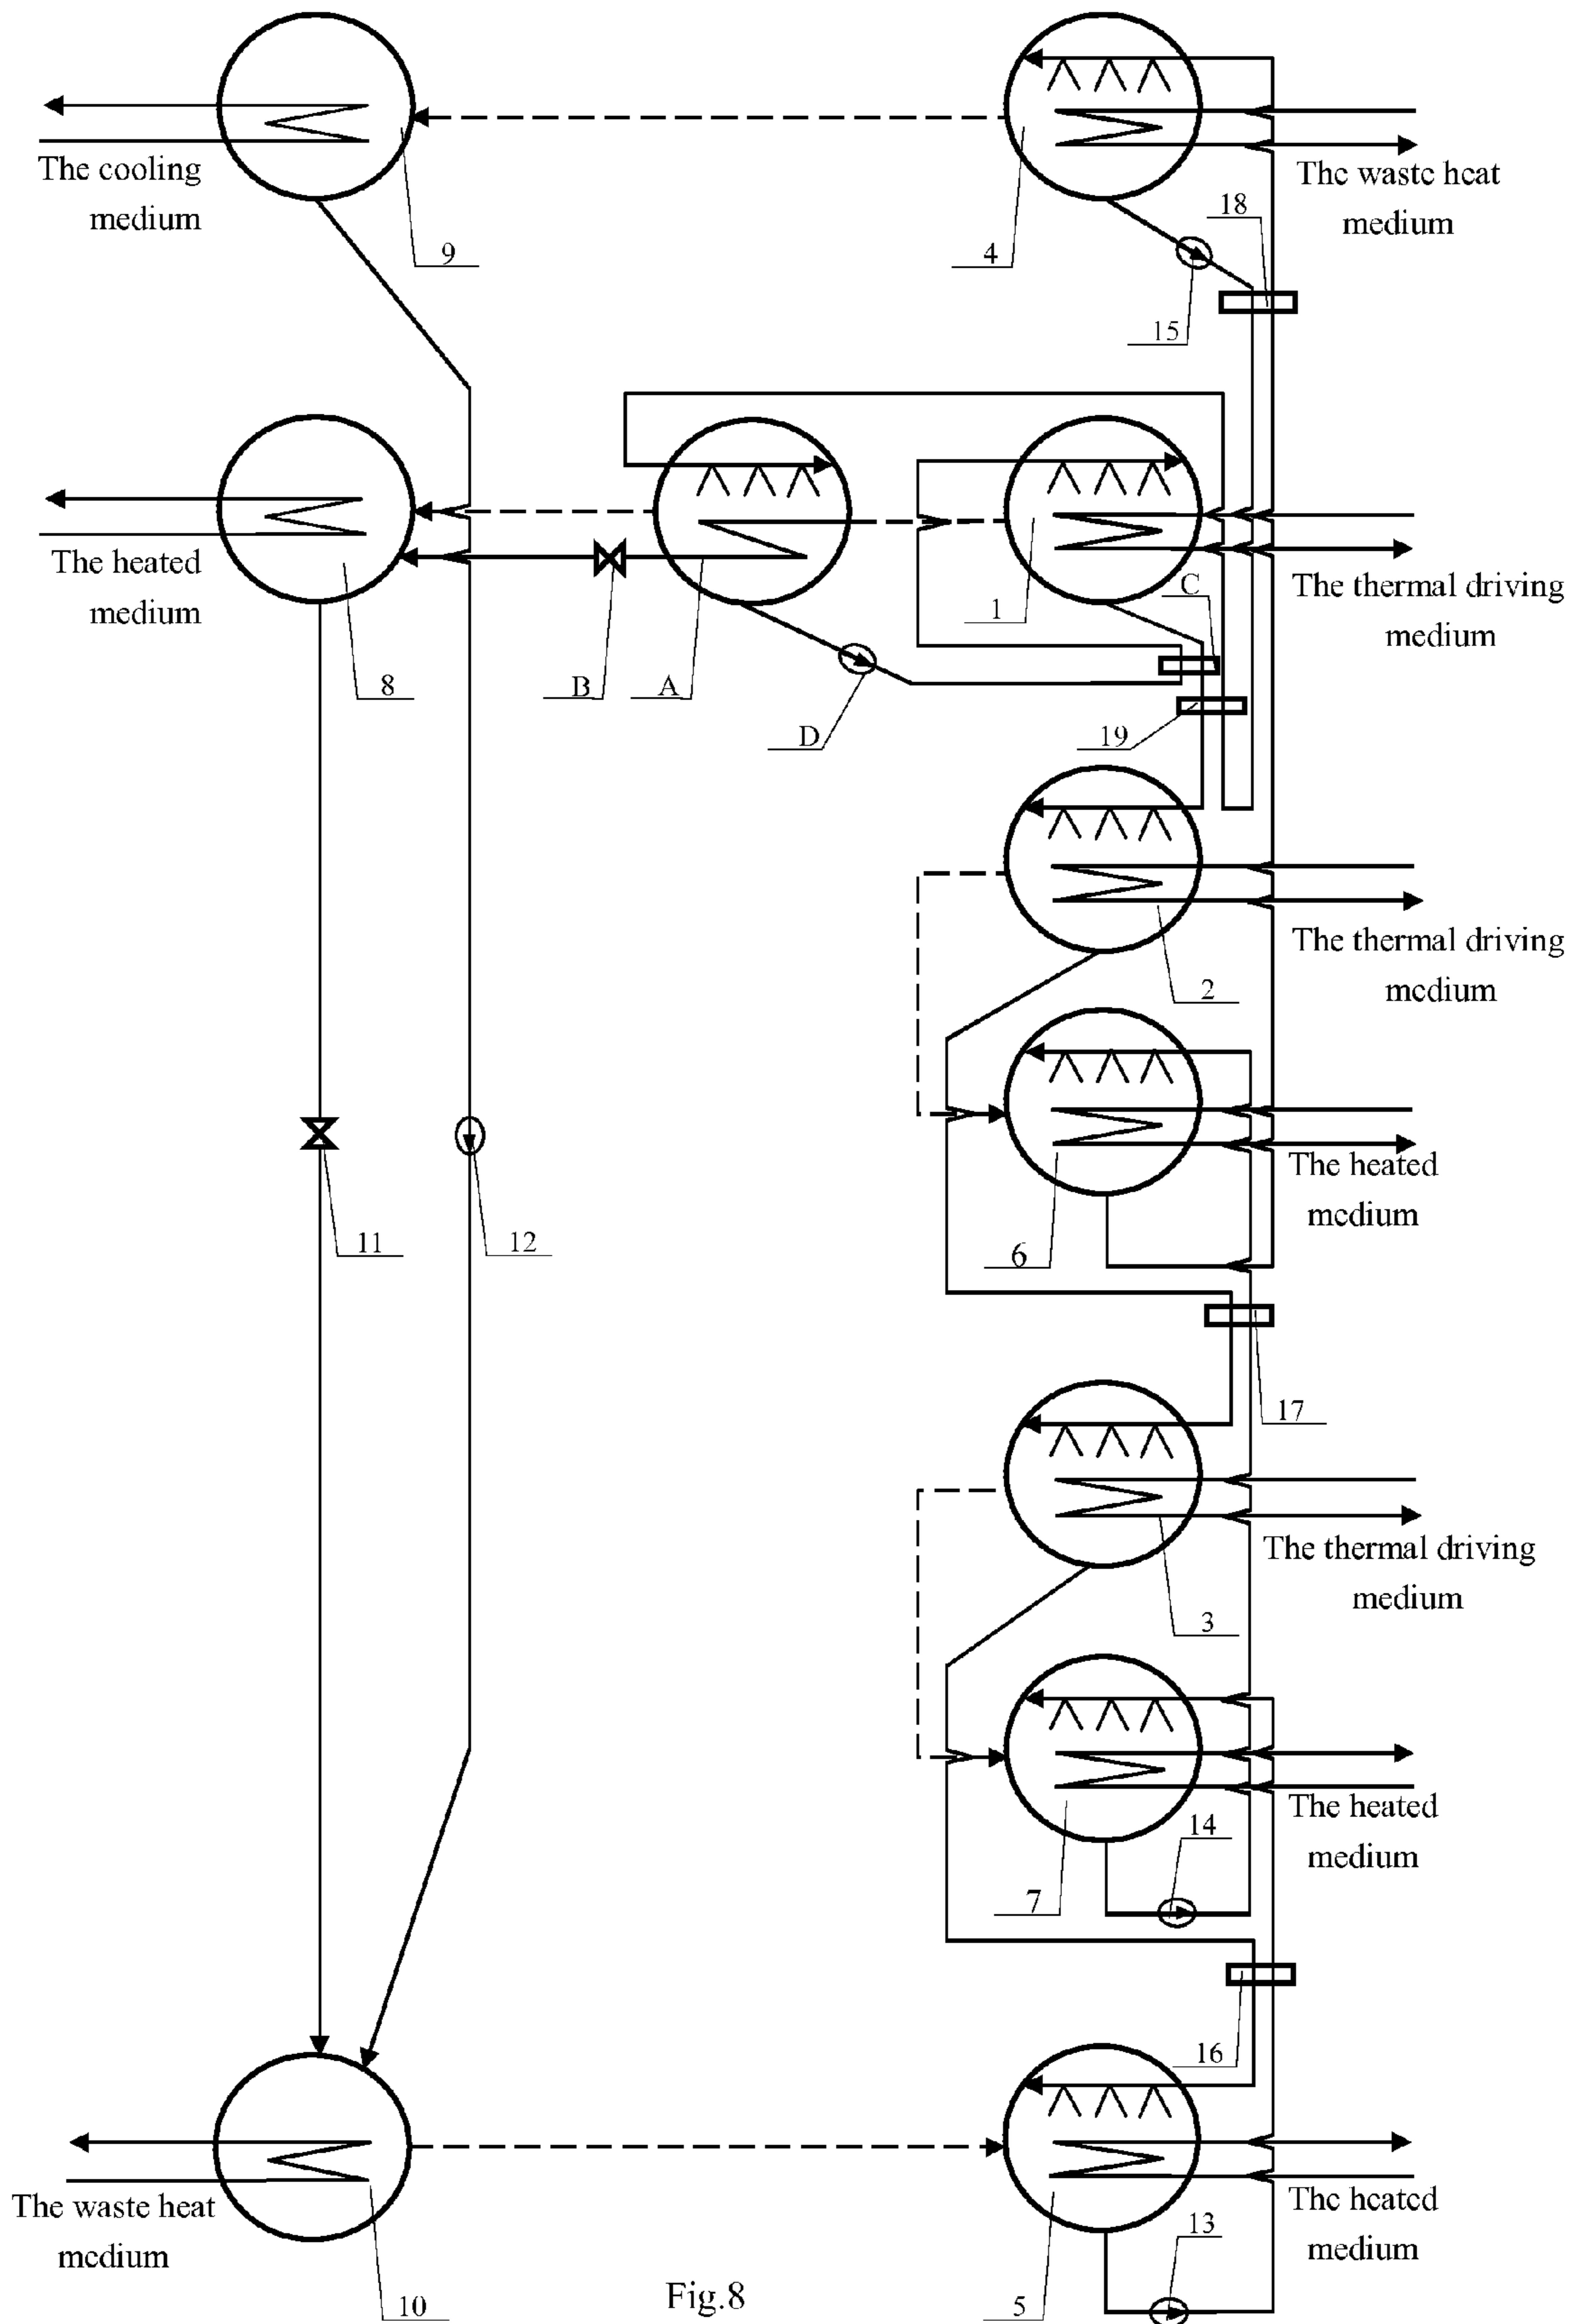 The cooling
medium
9
4
The waste heat
medium
18
15
The heated
medium
8
B
A
D
1
C
The thermal driving
medium
19
2
The thermal driving
medium
11
12
6
The heated
medium
17
3
The thermal driving
medium
7
14
The heated
medium
16
The waste heat
medium
10
5
13
The heated
medium
Fig.8